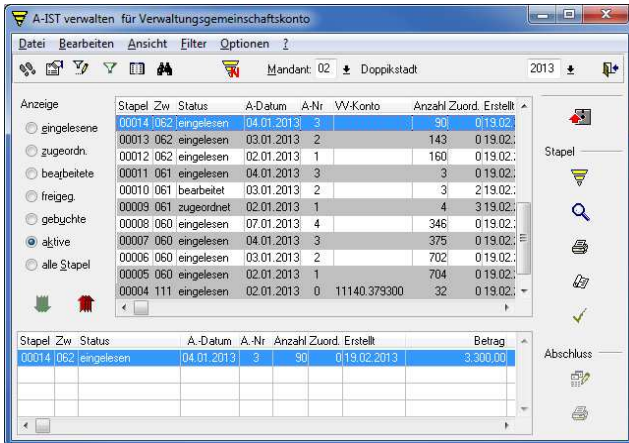 A-IST verwalten für Verwaltungsgemeinschaftskonto
Datei Bearbeiten Ansicht Filter Optionen ?
Mandant: 02 Doppikstadt 2013
Anzeige
eingelesene
zugeordn.
bearbeitete
freigeg.
gebuchte
aktive
alle Stapel
Stapel Zw Status A-Datum A-Nr VV-Konto Anzahl Zuord. Erstellt
00014 062 eingelesen 04.01.2013 3 90 0 19.02.
00013 062 eingelesen 03.01.2013 2 143 0 19.02.
00012 062 eingelesen 02.01.2013 1 160 0 19.02.
00011 061 eingelesen 04.01.2013 3 3 0 19.02.
00010 061 bearbeitet 03.01.2013 2 3 2 19.02.
00009 061 zugeordnet 02.01.2013 1 4 3 19.02.
00008 060 eingelesen 07.01.2013 4 346 0 19.02.
00007 060 eingelesen 04.01.2013 3 375 0 19.02.
00006 060 eingelesen 03.01.2013 2 702 0 19.02.
00005 060 eingelesen 02.01.2013 1 704 0 19.02.
00004 111 eingelesen 02.01.2013 0 11140.379300 32 0 19.02.
Stapel
Abschluss
Stapel Zw Status A.-Datum A.-Nr Anzahl Zuord. Erstellt Betrag
00014 062 eingelesen 04.01.2013 3 90 0 19.02.2013 3.300,00